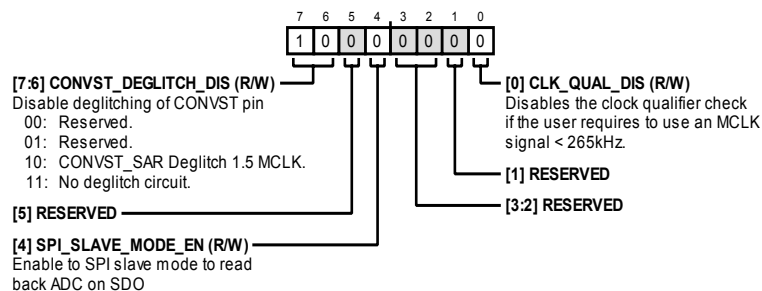 7 6 5 4 3 2 1 0
1 0 0 0 0 0 0 0
[7:6] CONVST_DEGLITCH_DIS (R/W)
Disable deglitching of CONVST pin
00: Reserved.
01: Reserved.
10: CONVST_SAR Deglitch 1.5 MCLK.
11: No deglitch circuit.
[5] RESERVED
[4] SPI_SLAVE_MODE_EN (R/W)
Enable to SPI slave mode to read
back ADC on SDO
[0] CLK_QUAL_DIS (R/W)
Disables the clock qualifier check
if the user requires to use an MCLK
signal < 265kHz.
[1] RESERVED
[3:2] RESERVED